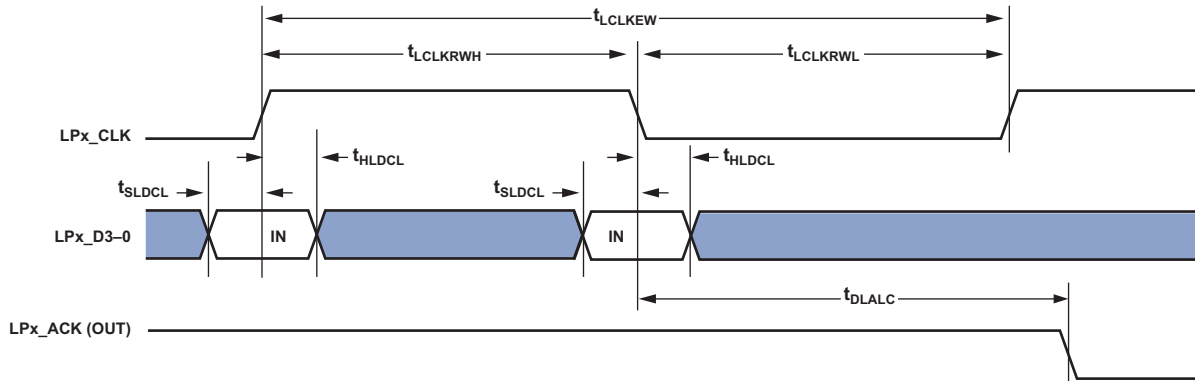 tLCLKEW
tLCLKRWH tLCLKRWL
LPx_CLK
tHLDCL tHLDCL
tSLDCL tSLDCL
LPx_D3–0 IN IN
tDLALC
LPx_ACK (OUT)